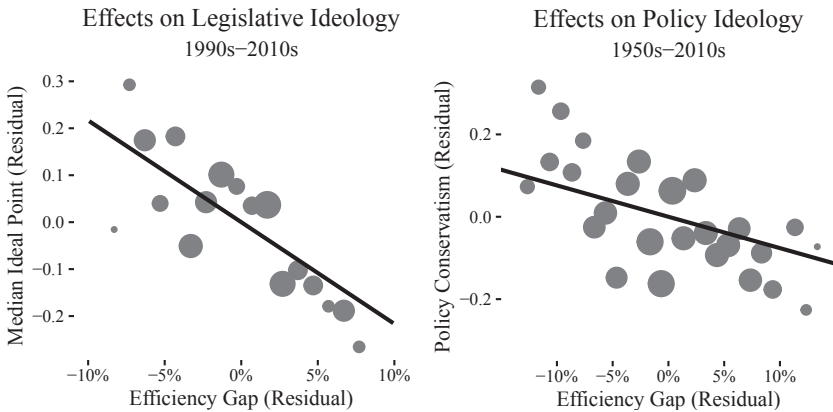 Effects on Legislative Ideology
1990s−2010s
Median Ideal Point (Residual)
0.3
0.2
0.1
0.0
−0.1
−0.2
−10%
−5%
0%
5%
10%
Efficiency Gap (Residual)
Effects on Policy Ideology
1950s−2010s
Policy Conservatism (Residual)
0.2
0.0
−0.2
−10%
−5%
0%
5%
10%
Efficiency Gap (Residual)